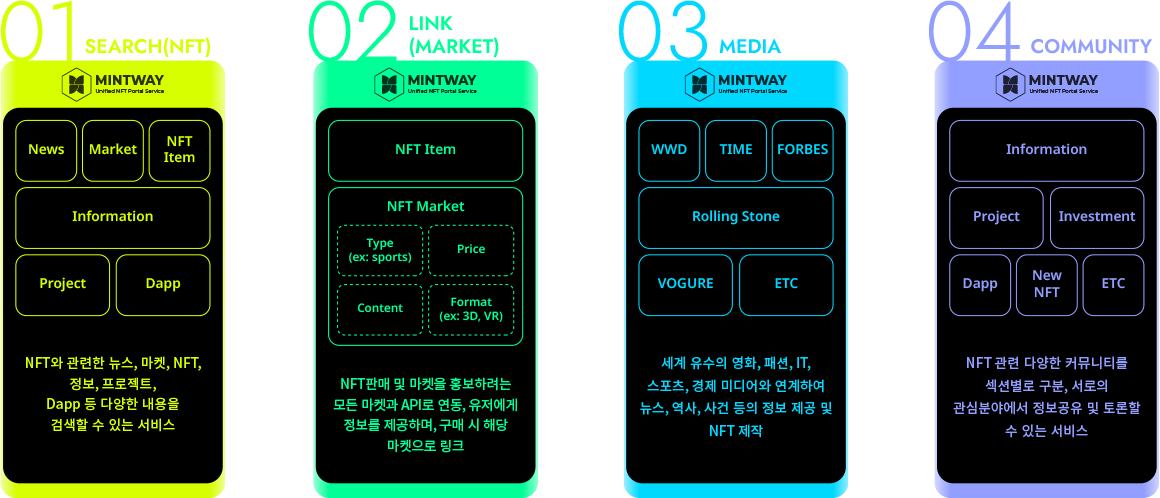 01 SEARCH(NFT)
MINTWAY
Unified NFT Portal Service
News
Market
NFT
Item
Information
Project
Dapp
NFT와 관련한 뉴스, 마켓, NFT,
정보, 프로젝트,
Dapp 등 다양한 내용을
검색할 수 있는 서비스
02 LINK
(MARKET)
MINTWAY
Unified NFT Portal Service
NFT Item
NFT Market
Type
(ex: sports)
Price
Content
Format
(ex: 3D, VR)
NFT판매 및 마켓을 홍보하려는
모든 마켓과 API로 연동, 유저에게
정보를 제공하며, 구매 시 해당
마켓으로 링크
03 MEDIA
MINTWAY
Unified NFT Portal Service
WWD
TIME
FORBES
Rolling Stone
VOGURE
ETC
세계 유수의 영화, 패션, IT,
스포츠, 경제 미디어와 연계하여
뉴스, 역사, 사건 등의 정보 제공 및
NFT 제작
04 COMMUNITY
MINTWAY
Unified NFT Portal Service
Information
Project
Investment
Dapp
New
NFT
ETC
NFT 관련 다양한 커뮤니티를
섹션별로 구분, 서로의
관심분야에서 정보공유 및 토론할
수 있는 서비스